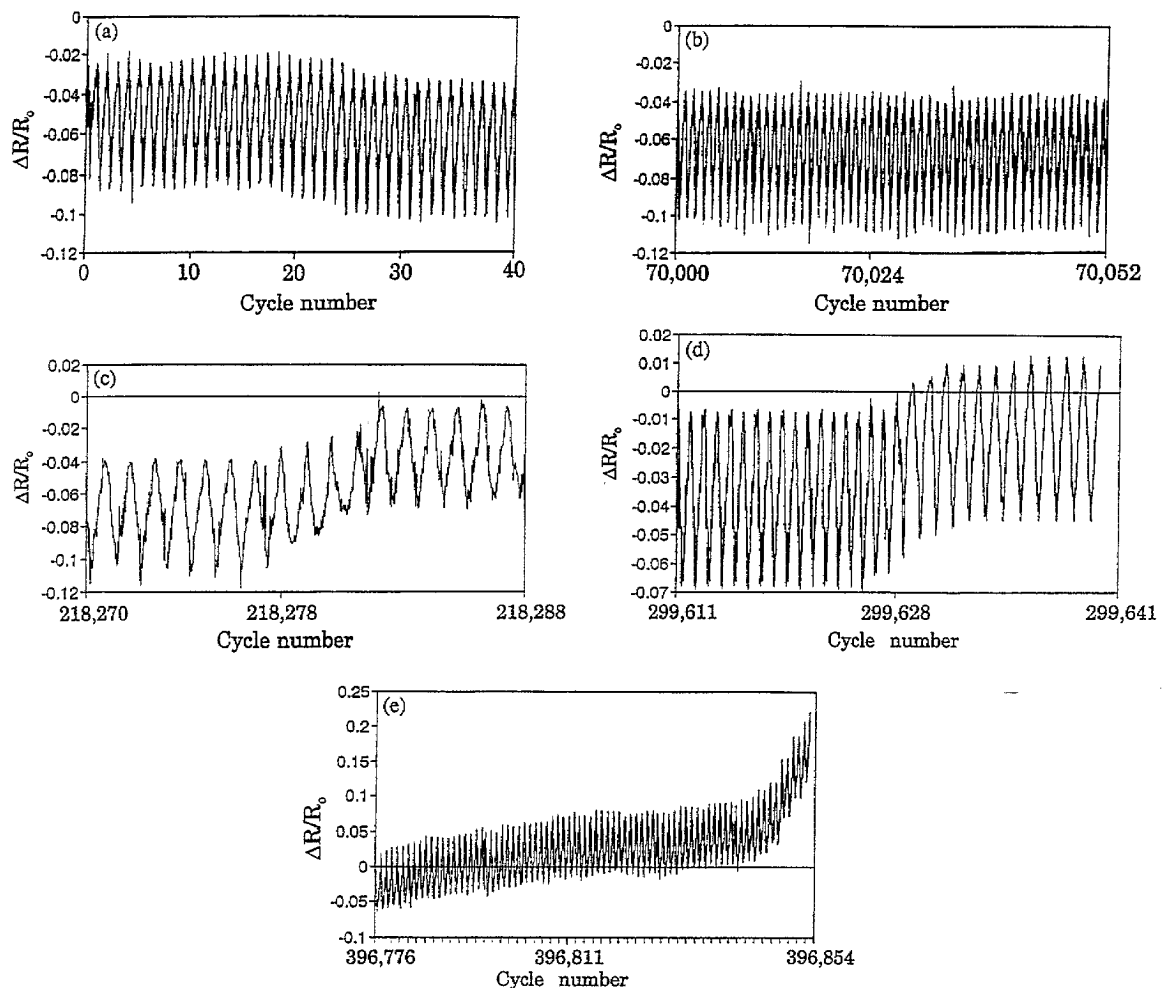 (a)
0
-0.02
-0.04
-0.06
-0.08
-0.1
-0.12
ΔR/R₀
0 10 20 30 40
Cycle number
(b)
0
-0.02
-0.04
-0.06
-0.08
-0.1
-0.12
ΔR/R₀
70,000 70,024 70,052
Cycle number
(c)
0.02
0
-0.02
-0.04
-0.06
-0.08
-0.1
-0.12
ΔR/R₀
218,270 218,278 218,288
Cycle number
(d)
0.02
0.01
0
-0.01
-0.02
-0.03
-0.04
-0.05
-0.06
-0.07
ΔR/R₀
299,611 299,628 299,641
Cycle number
(e)
0.25
0.2
0.15
0.1
0.05
0
-0.05
-0.1
ΔR/R₀
396,776 396,811 396,854
Cycle number